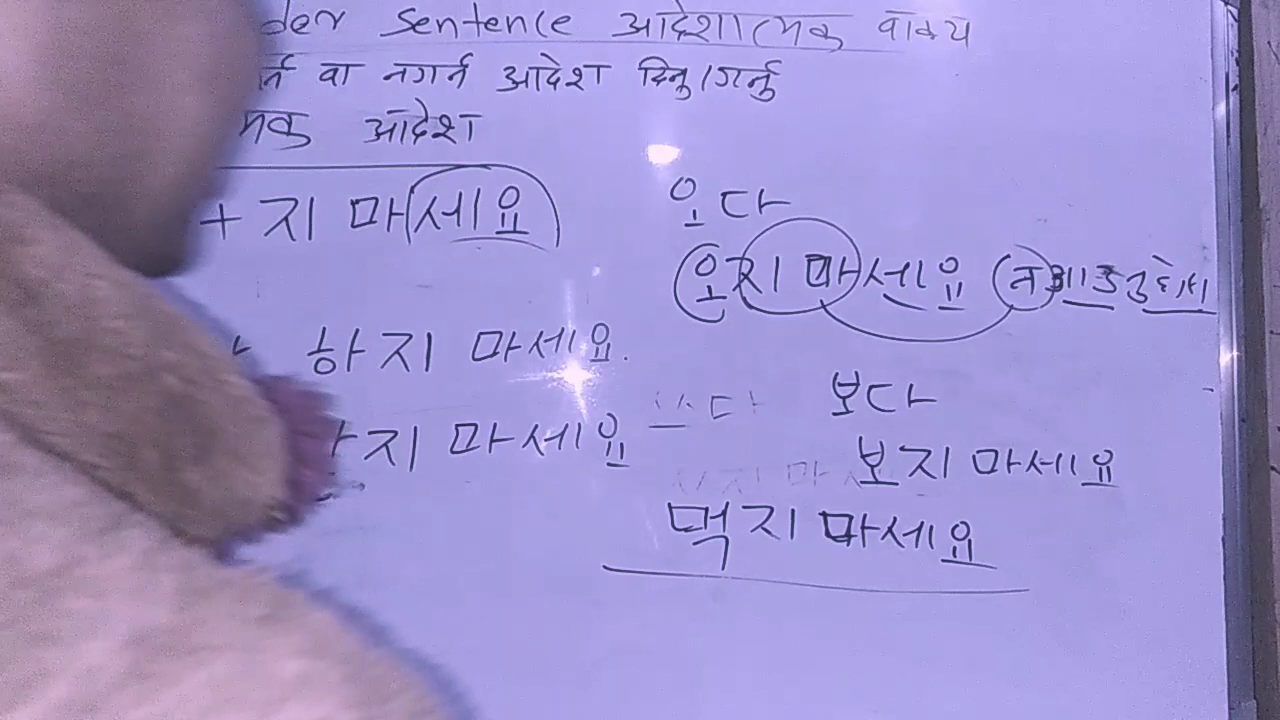 der sentence आदेशात्मक वाक्य
र्न वा नगर्न आदेश दिनु/गर्नु
त्मक आदेश
+ 지 마세요
오다
오지 마세요
하지 마세요.
지 마세요
쓰다
보다
보지 마세요
먹지 마세요